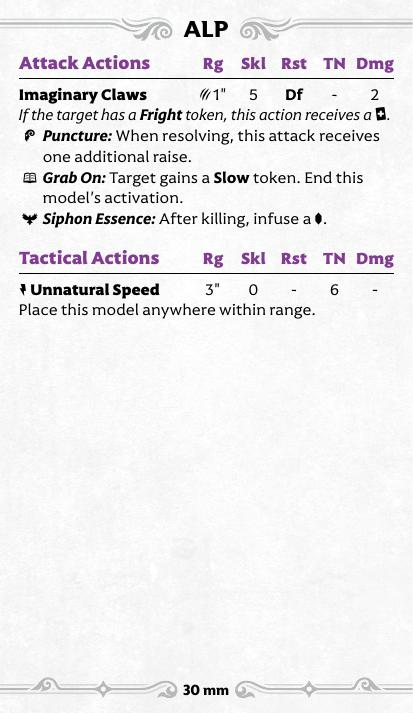 ALP
Attack Actions Rg Skl Rst TN Dmg
Imaginary Claws 1" 5 Df - 2
If the target has a Fright token, this action receives a .
Puncture: When resolving, this attack receives
one additional raise.
Grab On: Target gains a Slow token. End this
model's activation.
Siphon Essence: After killing, infuse a .
Tactical Actions Rg Skl Rst TN Dmg
Unnatural Speed 3" 0 - 6 -
Place this model anywhere within range.
30 mm